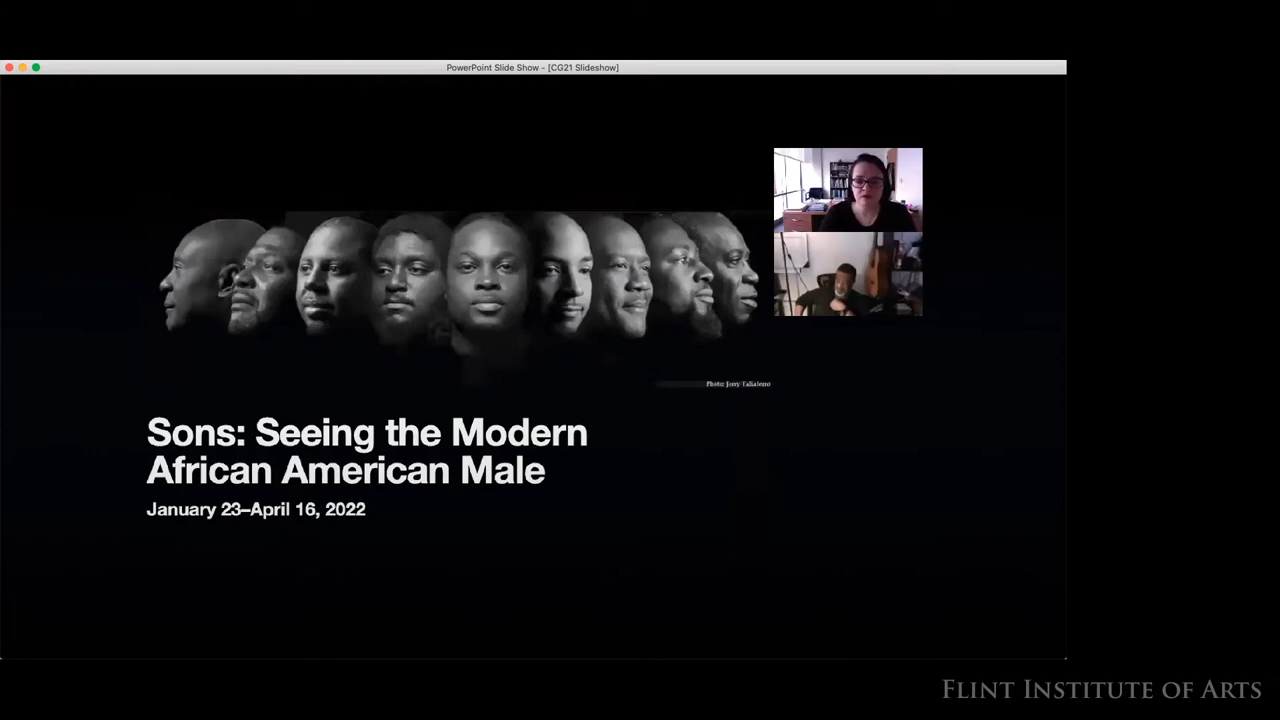 PowerPoint Slide Show - [CG21 Slideshow]
Photo: Jerry Taliaferro
Sons: Seeing the Modern
African American Male
January 23–April 16, 2022
FLINT INSTITUTE OF ARTS